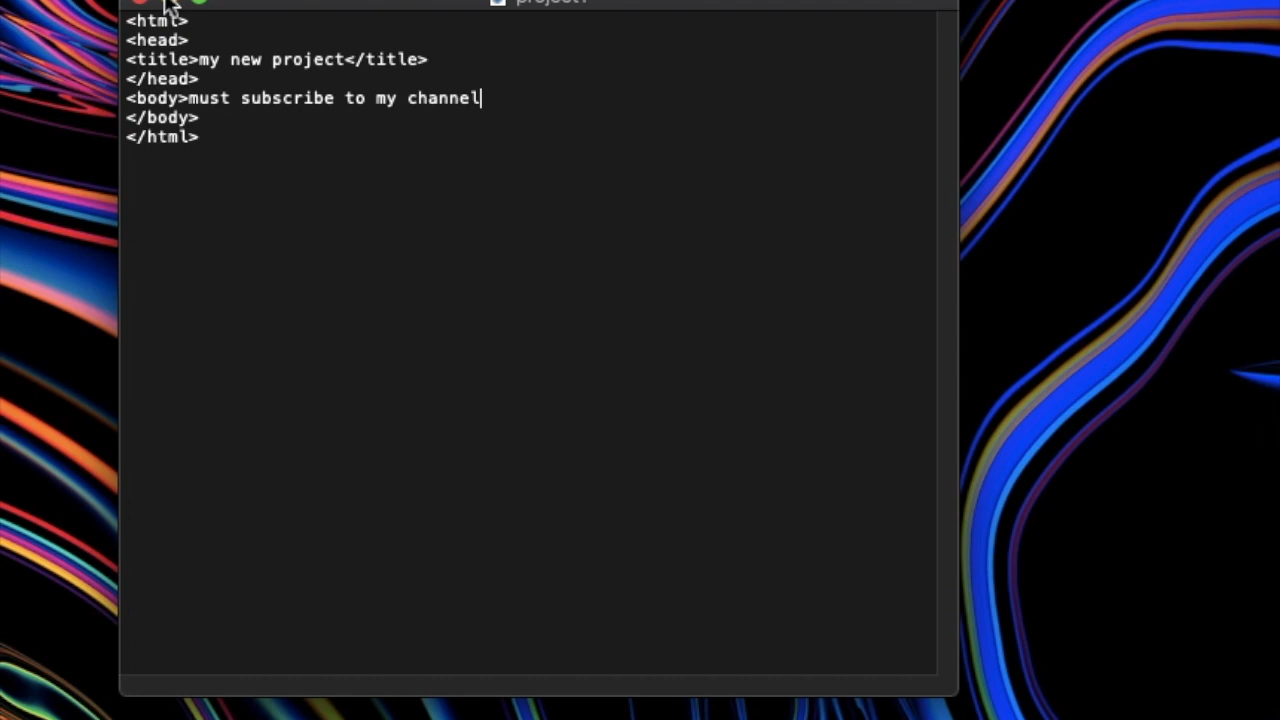 <html>
<head>
<title>my new project</title>
</head>
<body>must subscribe to my channel
</body>
</html>